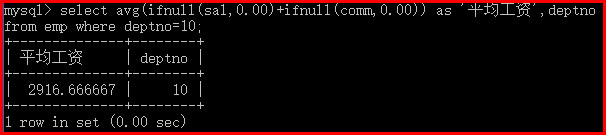 mysql> select avg(ifnull(sal,0.00)+ifnull(comm,0.00)) as '平均工资',deptno
from emp where deptno=10;
+--------------+--------+
| 平均工资 | deptno |
+--------------+--------+
| 2916.666667 | 10 |
+--------------+--------+
1 row in set (0.00 sec)